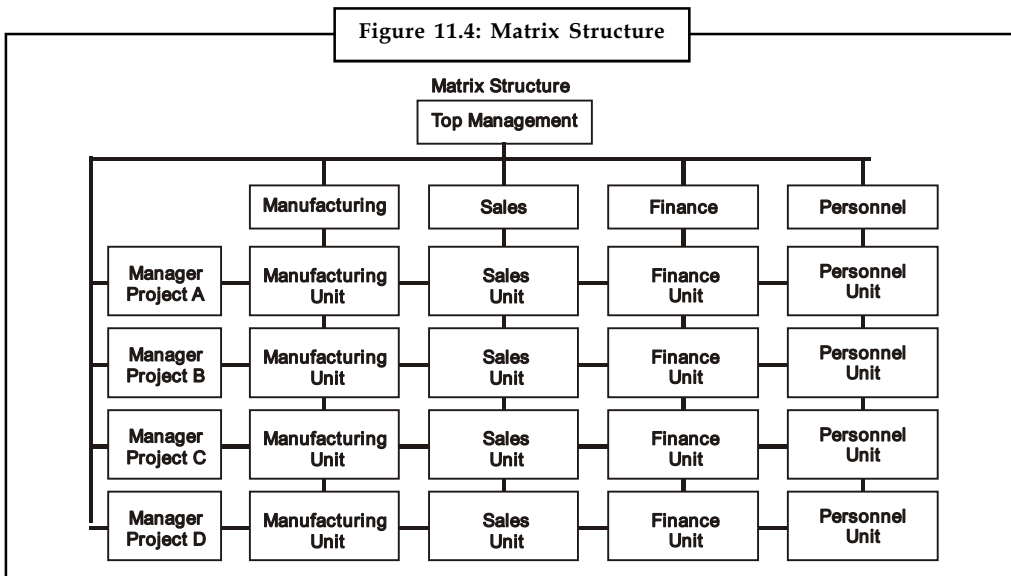 Figure 11.4: Matrix Structure
Matrix Structure
Top Management
Manufacturing
Sales
Finance
Personnel
Manager
Project A
Manufacturing
Unit
Sales
Unit
Finance
Unit
Personnel
Unit
Manager
Project B
Manufacturing
Unit
Sales
Unit
Finance
Unit
Personnel
Unit
Manager
Project C
Manufacturing
Unit
Sales
Unit
Finance
Unit
Personnel
Unit
Manager
Project D
Manufacturing
Unit
Sales
Unit
Finance
Unit
Personnel
Unit